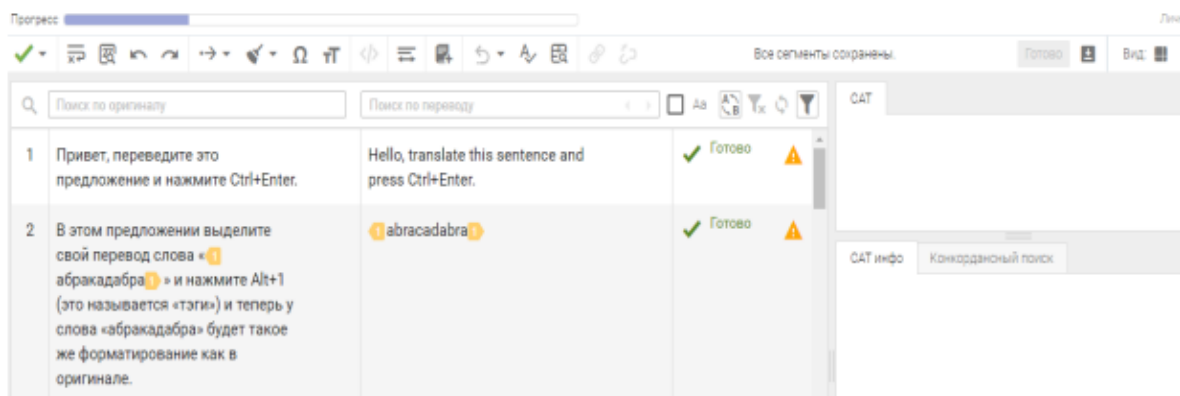 Прогресс
Все сегменты сохранены.
Готово
Вид:
Поиск по оригиналу
Поиск по переводу
Aa
CAT
1
Привет, переведите это
предложение и нажмите Ctrl+Enter.
Hello, translate this sentence and
press Ctrl+Enter.
Готово
2
В этом предложении выделите
свой перевод слова «1
абракадабра1 » и нажмите Alt+1
(это называется «тэги») и теперь у
слова «абракадабра» будет такое
же форматирование как в
оригинале.
1abracadabra1
Готово
CAT инфо
Конкордансный поиск